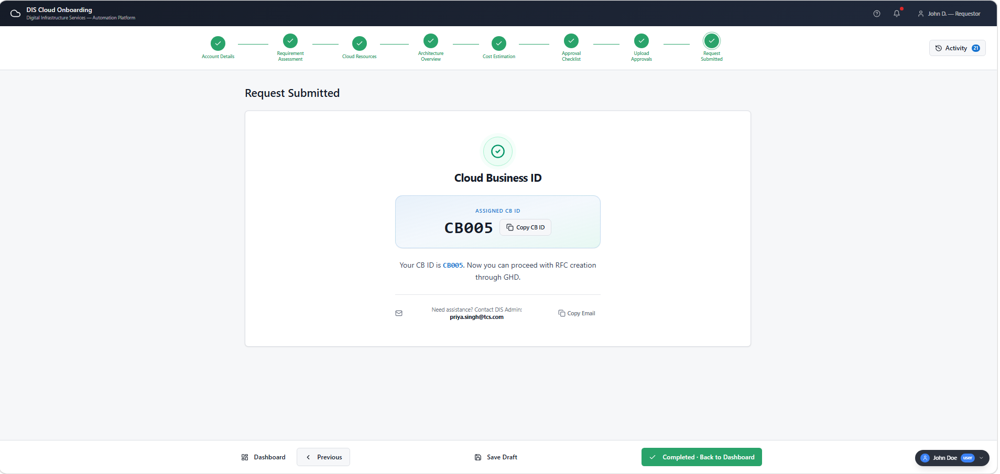 DIS Cloud Onboarding
Digital Infrastructure Services — Automation Platform
John D. — Requestor
Account Details
Requirement
Assessment
Cloud Resources
Architecture
Overview
Cost Estimation
Approval
Checklist
Upload
Approvals
Request
Submitted
Activity 21
Request Submitted
Cloud Business ID
ASSIGNED CB ID
CB005
Copy CB ID
Your CB ID is CB005. Now you can proceed with RFC creation
through GHD.
Need assistance? Contact DIS Admin:
priya.singh@tcs.com
Copy Email
Dashboard
Previous
Save Draft
Completed · Back to Dashboard
John Doe user